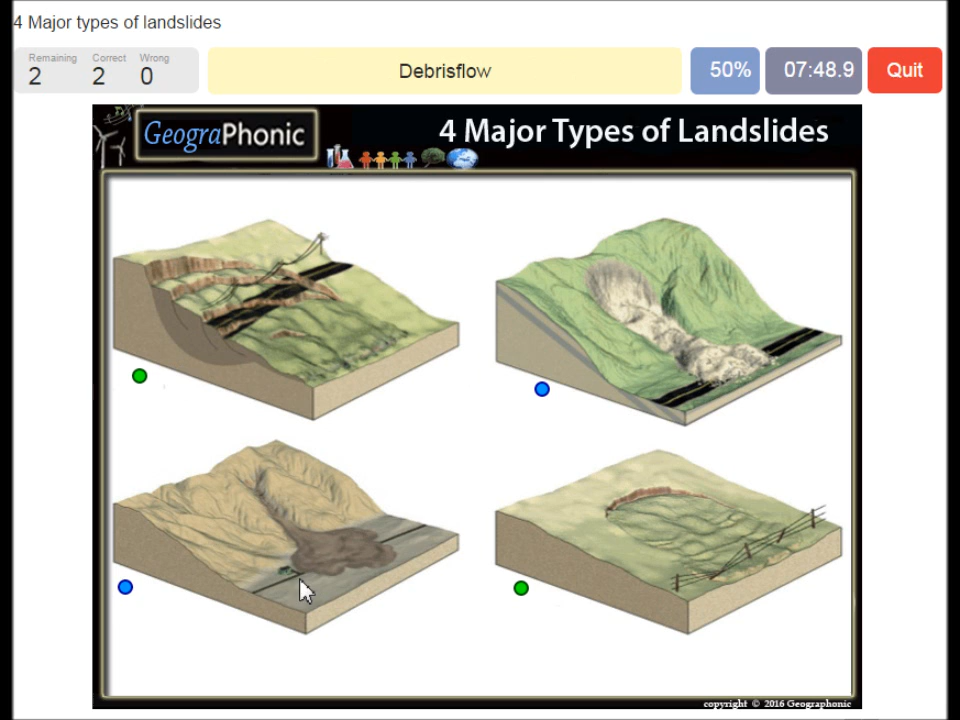 4 Major types of landslides
Remaining Correct Wrong
2 2 0
Debrisflow
50%
07:48.9
Quit
GeograPhonic
4 Major Types of Landslides
copyright © 2016 Geographonic